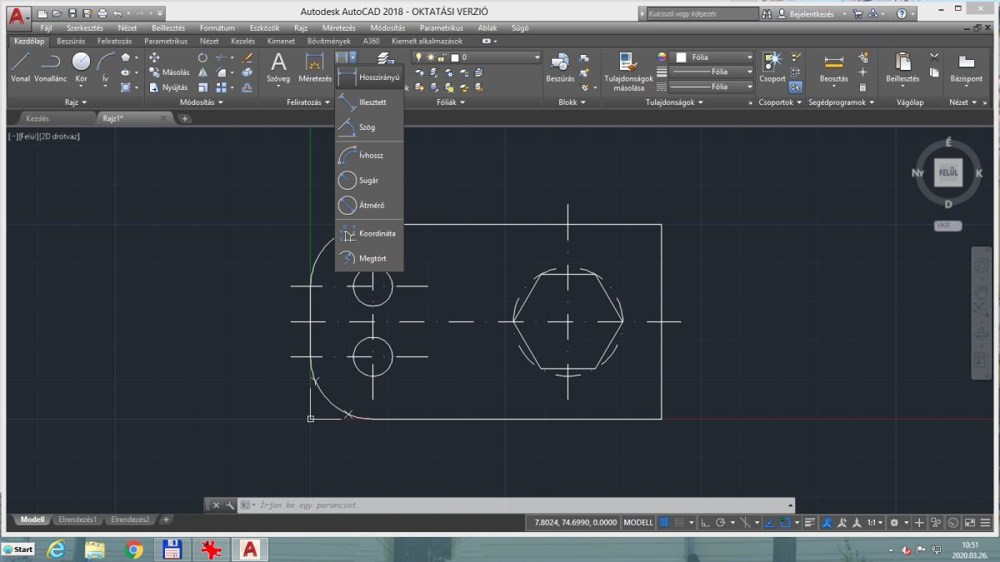 Autodesk AutoCAD 2018 - OKTATÁSI VERZIÓ
Kulcsszó vagy kifejezés
Bejelentkezés
Fájl Szerkesztés Nézet Beillesztés Formátum Eszközök Rajz Méretezés Módosítás Parametrikus Ablak Súgó
Kezdőlap Beszúrás Feliratozás Parametrikus Nézet Kezelés Kimenet Bővítmények A360 Kiemelt alkalmazások
Vonal Vonallánc Kör Ív
Másolás
Nyújtás
Szöveg Méretezés
0
Beszúrás
Tulajdonságok
másolása
Fólia
Fólia
Fólia
Csoport
Beosztás
Beillesztés
Bázispont
Rajz Módosítás Feliratozás Fóliák Blokk Tulajdonságok Csoportok Segédprogramok Vágólap Nézet
Hosszirányú
Illesztett
Szög
Ívhossz
Sugár
Átmérő
Koordináta
Megtört
Kezdés Rajz1*
[−][Felül][2D drótváz]
É
Ny FELÜL K
D
VKR
Írjon be egy parancsot
Modell Elrendezés1 Elrendezés2 +
7.8024, 74.6990, 0.0000 MODELL 1:1
Start
10:51
2020.03.26.